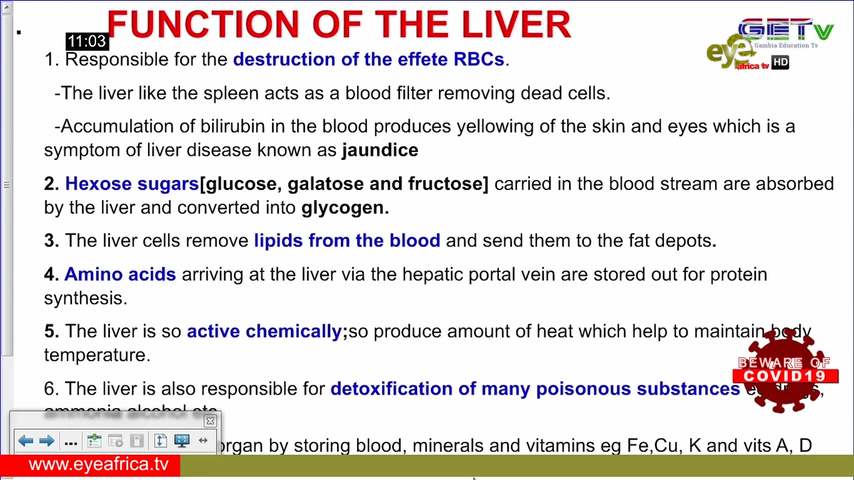 FUNCTION OF THE LIVER
11:03
GETv
Gambia Education Tv
eye
africa tv HD
1. Responsible for the destruction of the effete RBCs.
-The liver like the spleen acts as a blood filter removing dead cells.
-Accumulation of bilirubin in the blood produces yellowing of the skin and eyes which is a
symptom of liver disease known as jaundice
2. Hexose sugars[glucose, galatose and fructose] carried in the blood stream are absorbed
by the liver and converted into glycogen.
3. The liver cells remove lipids from the blood and send them to the fat depots.
4. Amino acids arriving at the liver via the hepatic portal vein are stored out for protein
synthesis.
5. The liver is so active chemically;so produce amount of heat which help to maintain body
temperature.
BEWARE OF
COVID19
6. The liver is also responsible for detoxification of many poisonous substances
ammonia alcohol etc
organ by storing blood, minerals and vitamins eg Fe,Cu, K and vits A, D
www.eyeafrica.tv